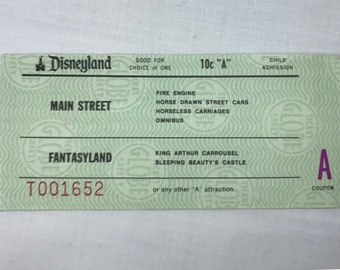 Disneyland GOOD FOR CHOICE of ONE 10c "A" CHILD ADMISSION
MAIN STREET
FIRE ENGINE
HORSE DRAWN STREET CARS
HORSELESS CARRIAGES
OMNIBUS
FANTASYLAND
KING ARTHUR CARROUSEL
SLEEPING BEAUTY'S CASTLE
A
T001652 or any other "A" attraction COUPON
GLOBE